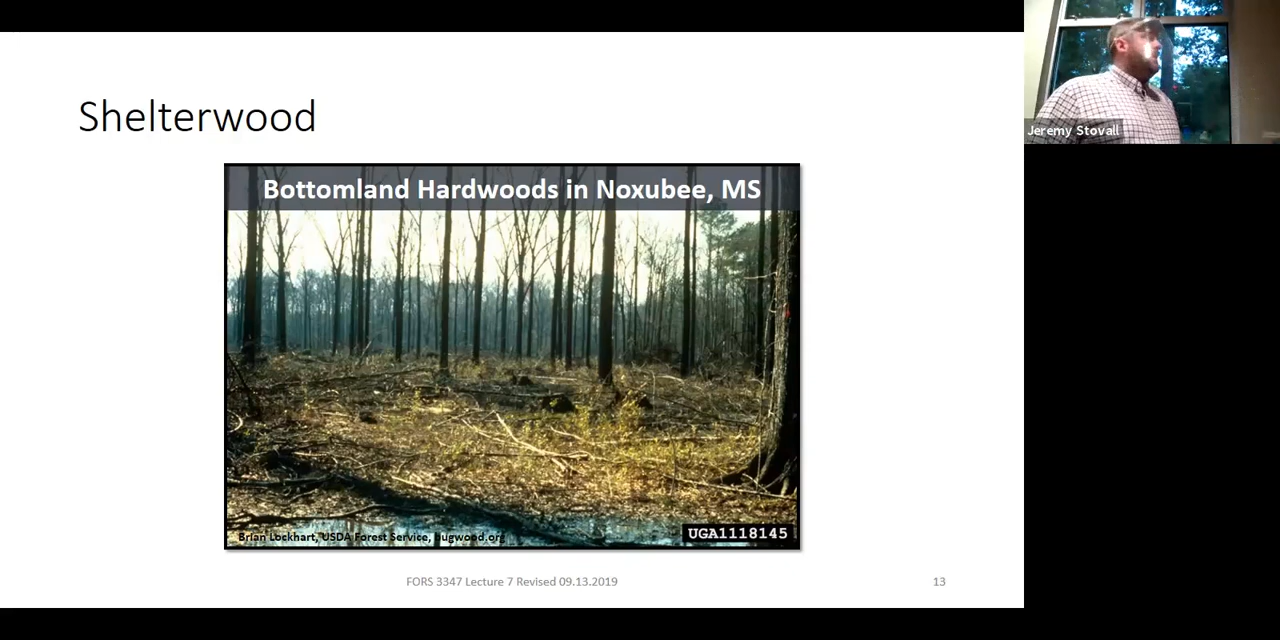 Shelterwood
Bottomland Hardwoods in Noxubee, MS
Brian Lockhart, USDA Forest Service, bugwood.org
UGA1118145
FORS 3347 Lecture 7 Revised 09.13.2019
13
Jeremy Stovall